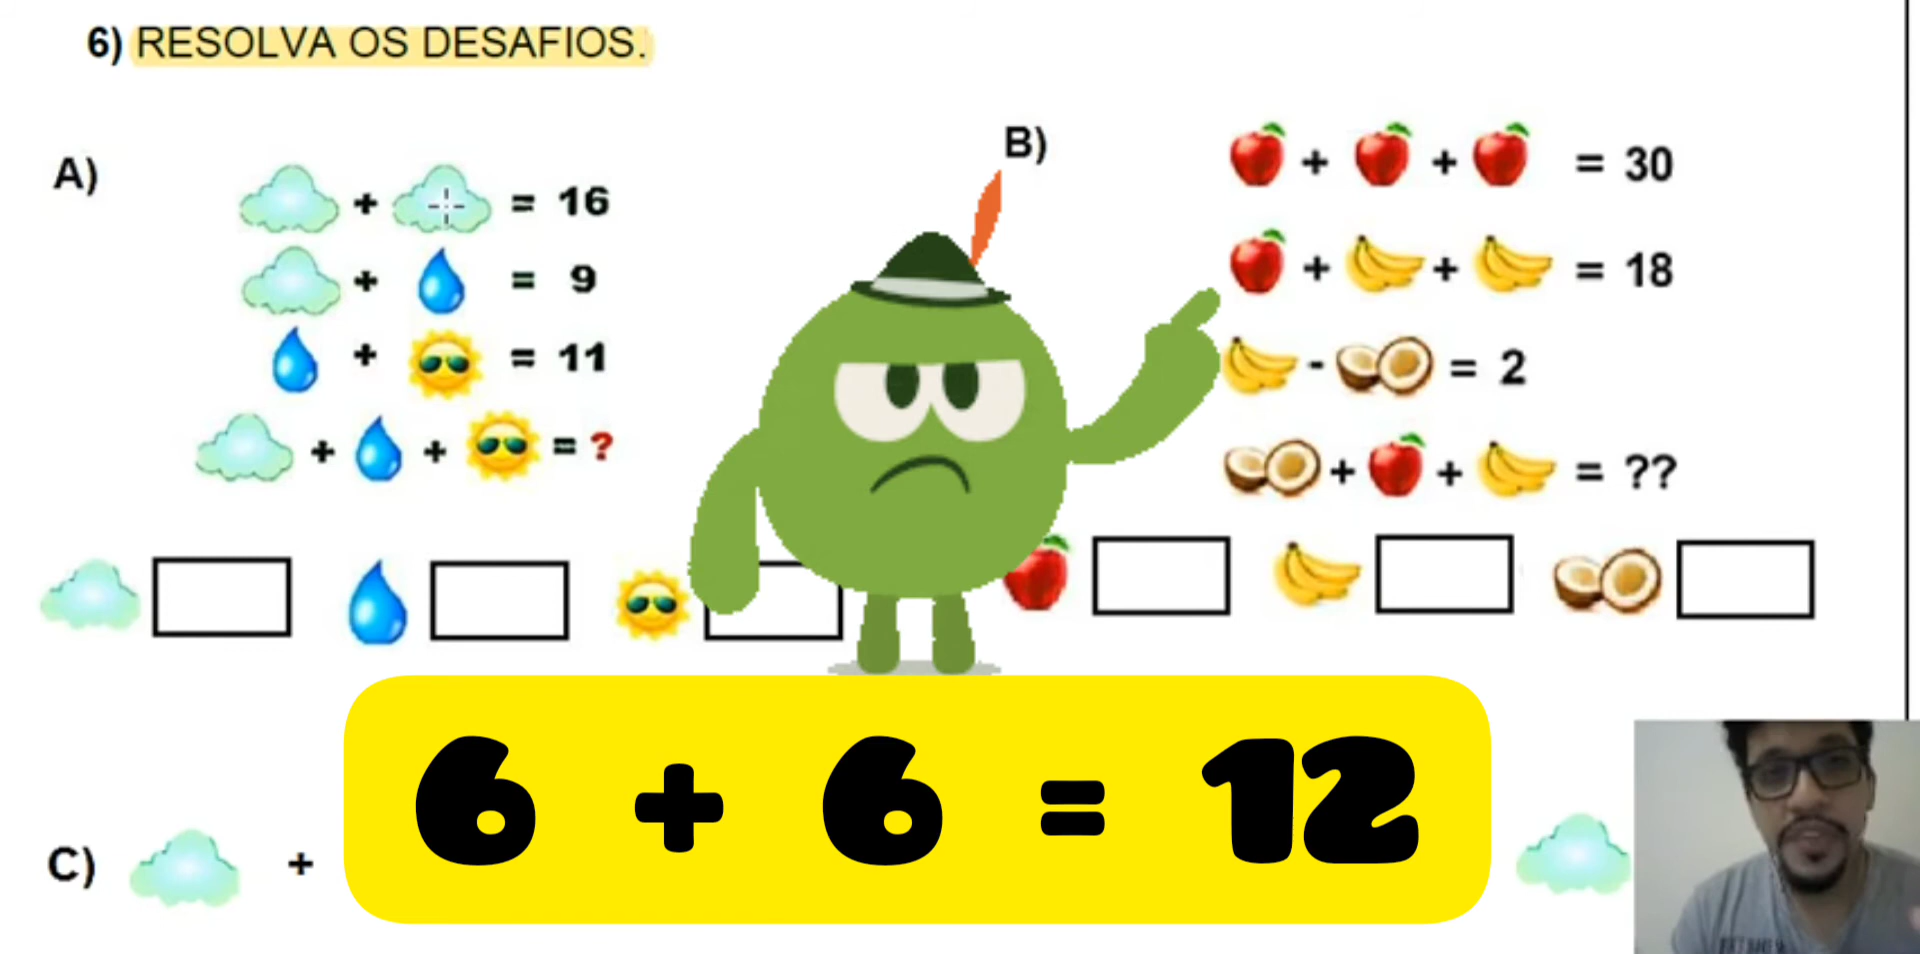 6) RESOLVA OS DESAFIOS.
A)
+ = 16
+ = 9
+ = 11
+ + = ?
B)
+ + = 30
+ + = 18
- = 2
+ + = ??
6 + 6 = 12
C) +